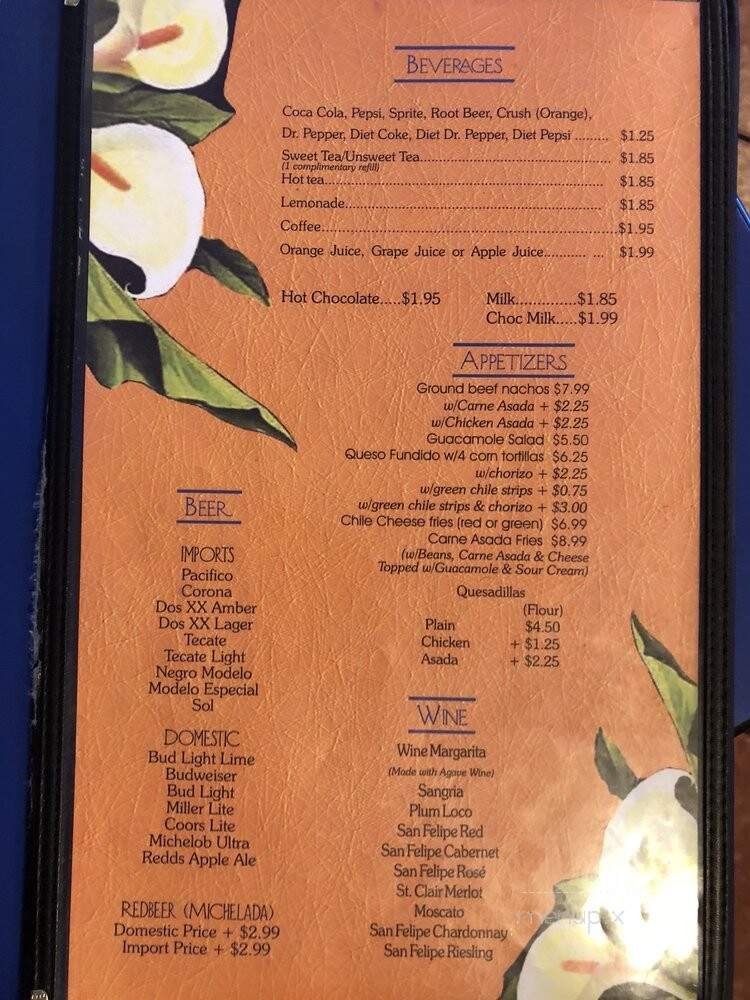 BEVERAGES
Coca Cola, Pepsi, Sprite, Root Beer, Crush (Orange),
Dr. Pepper, Diet Coke, Diet Dr. Pepper, Diet Pepsi ......... $1.25
Sweet Tea/Unsweet Tea................................................. $1.85
(1 complimentary refill)
Hot tea....................................................................... $1.85
Lemonade.................................................................. $1.85
Coffee..........................................................................$1.95
Orange Juice, Grape Juice or Apple Juice........... ... $1.99
Hot Chocolate.....$1.95
Milk..............$1.85
Choc Milk.....$1.99
APPETIZERS
Ground beef nachos $7.99
w/Carne Asada + $2.25
w/Chicken Asada + $2.25
Guacamole Salad $5.50
Queso Fundido w/4 corn tortillas $6.25
w/chorizo + $2.25
w/green chile strips + $0.75
w/green chile strips & chorizo + $3.00
Chile Cheese fries (red or green) $6.99
Carne Asada Fries $8.99
(w/Beans, Carne Asada & Cheese
Topped w/Guacamole & Sour Cream)
Quesadillas
(Flour)
Plain $4.50
Chicken + $1.25
Asada + $2.25
BEER
IMPORTS
Pacifico
Corona
Dos XX Amber
Dos XX Lager
Tecate
Tecate Light
Negro Modelo
Modelo Especial
Sol
DOMESTIC
Bud Light Lime
Budweiser
Bud Light
Miller Lite
Coors Lite
Michelob Ultra
Redds Apple Ale
REDBEER (MICHELADA)
Domestic Price + $2.99
Import Price + $2.99
WINE
Wine Margarita
(Made with Agave Wine)
Sangria
Plum Loco
San Felipe Red
San Felipe Cabernet
San Felipe Rosé
St. Clair Merlot
Moscato
San Felipe Chardonnay
San Felipe Riesling